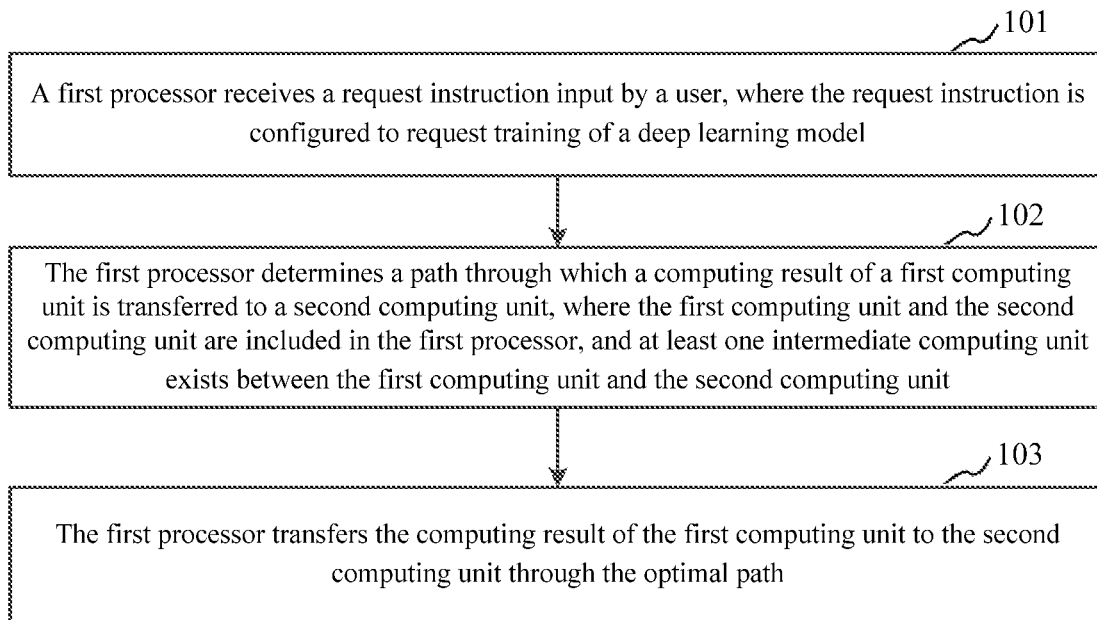 101
A first processor receives a request instruction input by a user, where the request instruction is
configured to request training of a deep learning model
102
The first processor determines a path through which a computing result of a first computing
unit is transferred to a second computing unit, where the first computing unit and the second
computing unit are included in the first processor, and at least one intermediate computing unit
exists between the first computing unit and the second computing unit
103
The first processor transfers the computing result of the first computing unit to the second
computing unit through the optimal path